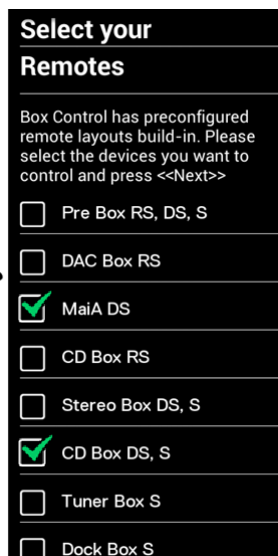 Select your
Remotes
Box Control has preconfigured
remote layouts build-in. Please
select the devices you want to
control and press <<Next>>
Pre Box RS, DS, S
DAC Box RS
MaiA DS
CD Box RS
Stereo Box DS, S
CD Box DS, S
Tuner Box S
Dock Box S